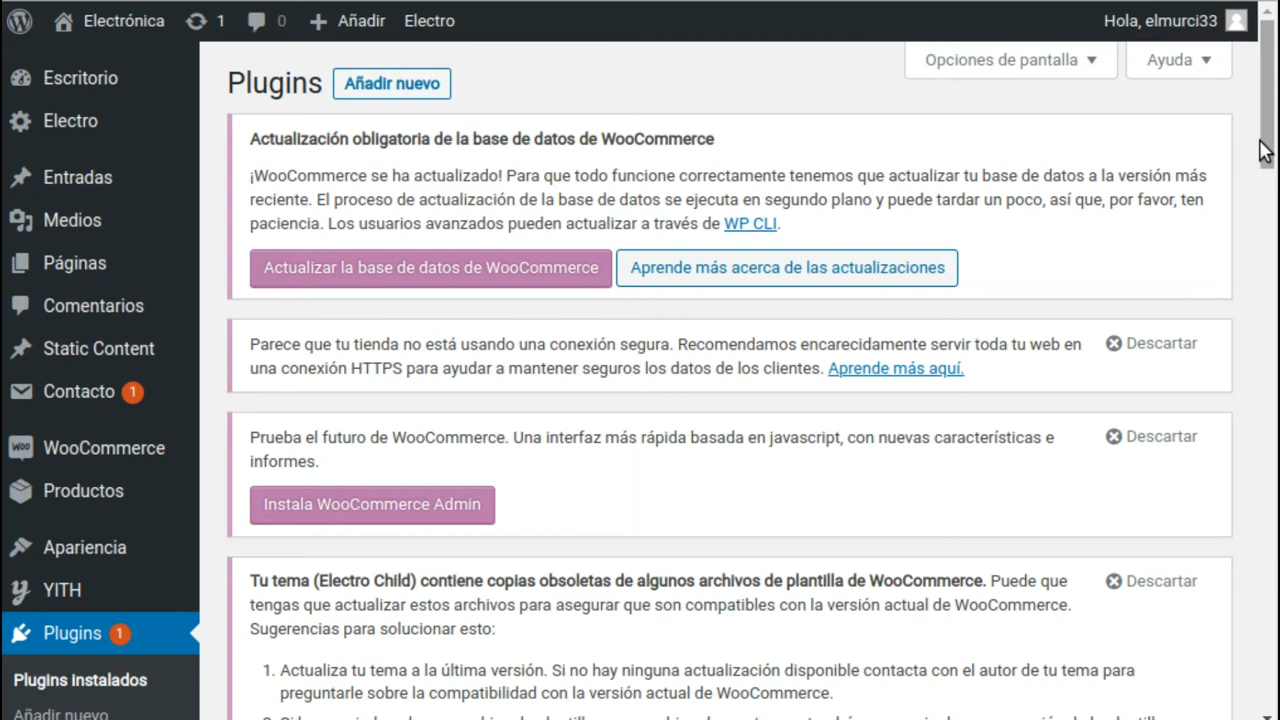 Electrónica 1 0 Añadir Electro Hola, elmurci33
Escritorio
Electro
Entradas
Medios
Páginas
Comentarios
Static Content
Contacto 1
WooCommerce
Productos
Apariencia
YITH
Plugins 1
Plugins instalados
Añadir nuevo
Opciones de pantalla
Ayuda
Plugins Añadir nuevo
Actualización obligatoria de la base de datos de WooCommerce
¡WooCommerce se ha actualizado! Para que todo funcione correctamente tenemos que actualizar tu base de datos a la versión más
reciente. El proceso de actualización de la base de datos se ejecuta en segundo plano y puede tardar un poco, así que, por favor, ten
paciencia. Los usuarios avanzados pueden actualizar a través de WP CLI.
Actualizar la base de datos de WooCommerce Aprende más acerca de las actualizaciones
Parece que tu tienda no está usando una conexión segura. Recomendamos encarecidamente servir toda tu web en
una conexión HTTPS para ayudar a mantener seguros los datos de los clientes. Aprende más aquí.
Descartar
Prueba el futuro de WooCommerce. Una interfaz más rápida basada en javascript, con nuevas características e
informes.
Descartar
Instala WooCommerce Admin
Tu tema (Electro Child) contiene copias obsoletas de algunos archivos de plantilla de WooCommerce. Puede que
tengas que actualizar estos archivos para asegurar que son compatibles con la versión actual de WooCommerce.
Sugerencias para solucionar esto:
Descartar
1. Actualiza tu tema a la última versión. Si no hay ninguna actualización disponible contacta con el autor de tu tema para
preguntarle sobre la compatibilidad con la versión actual de WooCommerce.